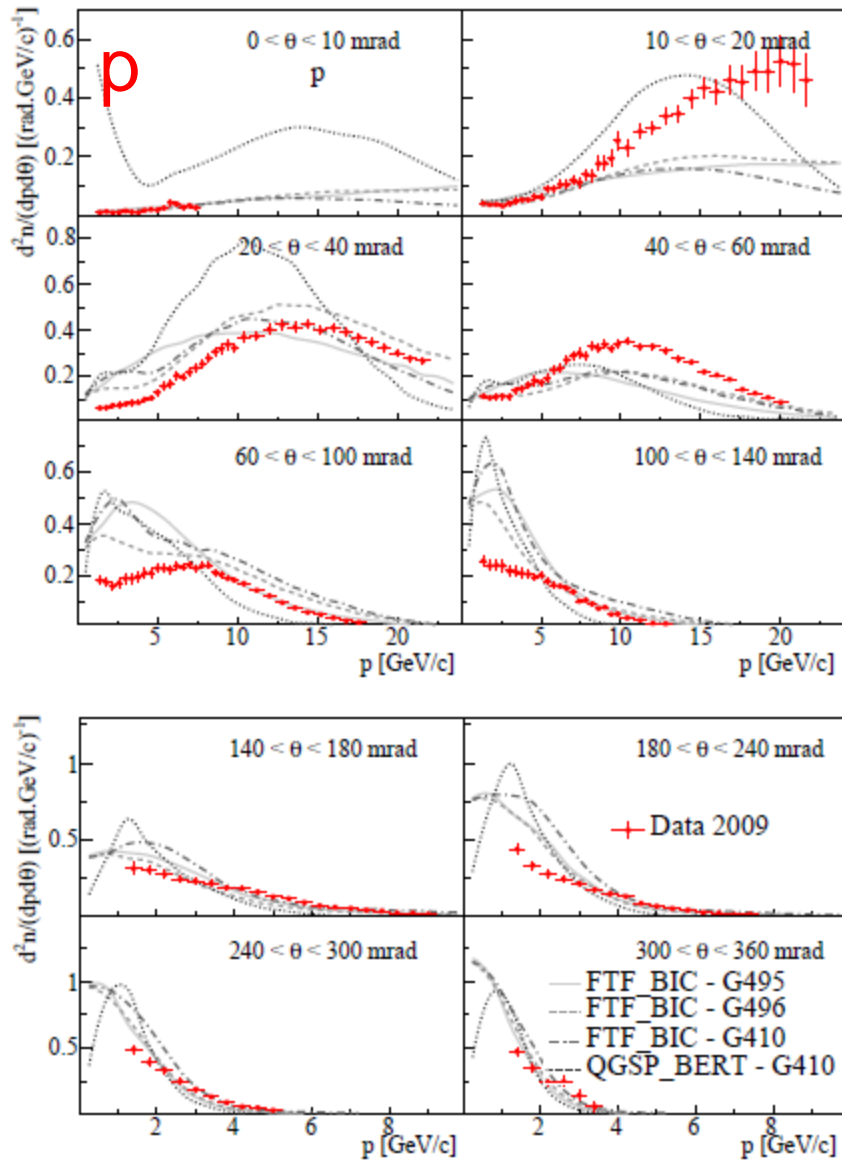 p
0 < θ < 10 mrad
p
10 < θ < 20 mrad
d²n/(dpdθ) [(rad.GeV/c)⁻¹]
0.6
0.4
0.2
20 < θ < 40 mrad
40 < θ < 60 mrad
0.8
0.6
0.4
0.2
60 < θ < 100 mrad
100 < θ < 140 mrad
0.6
0.4
0.2
5 10 15 20 5 10 15 20
p [GeV/c] p [GeV/c]
d²n/(dpdθ) [(rad.GeV/c)⁻¹]
140 < θ < 180 mrad
180 < θ < 240 mrad
1
0.5
Data 2009
240 < θ < 300 mrad
300 < θ < 360 mrad
1
0.5
FTF_BIC - G495
FTF_BIC - G496
FTF_BIC - G410
QGSP_BERT - G410
2 4 6 8 2 4 6 8
p [GeV/c] p [GeV/c]